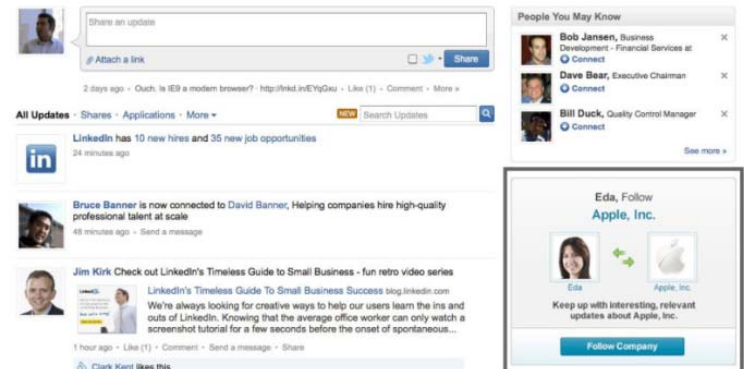 Share an update
Attach a link
Share
2 days ago · Ouch. Is IE9 a modern browser? · http://lnkd.in/EYqGxu · Like (1) · Comment · More »
All Updates · Shares · Applications · More
NEW
Search Updates
LinkedIn has 10 new hires and 35 new job opportunities
24 minutes ago
in
Bruce Banner is now connected to David Banner, Helping companies hire high-quality
professional talent at scale
48 minutes ago · Send a message
Jim Kirk Check out LinkedIn's Timeless Guide to Small Business - fun retro video series
LinkedIn's Timeless Guide To Small Business Success blog.linkedin.com
We're always looking for creative ways to help our users learn the ins and
outs of LinkedIn. Knowing that the average office worker can only watch a
screenshot tutorial for a few seconds before the onset of spontaneous...
1 hour ago · Like (1) · Comment · Send a message · Share
Clark Kent likes this
People You May Know
Bob Jansen, Business
Development - Financial Services at
Connect
Dave Bear, Executive Chairman
Connect
Bill Duck, Quality Control Manager
Connect
See more »
Eda, Follow
Apple, Inc.
Eda
Apple, Inc.
Keep up with interesting, relevant
updates about Apple, Inc.
Follow Company